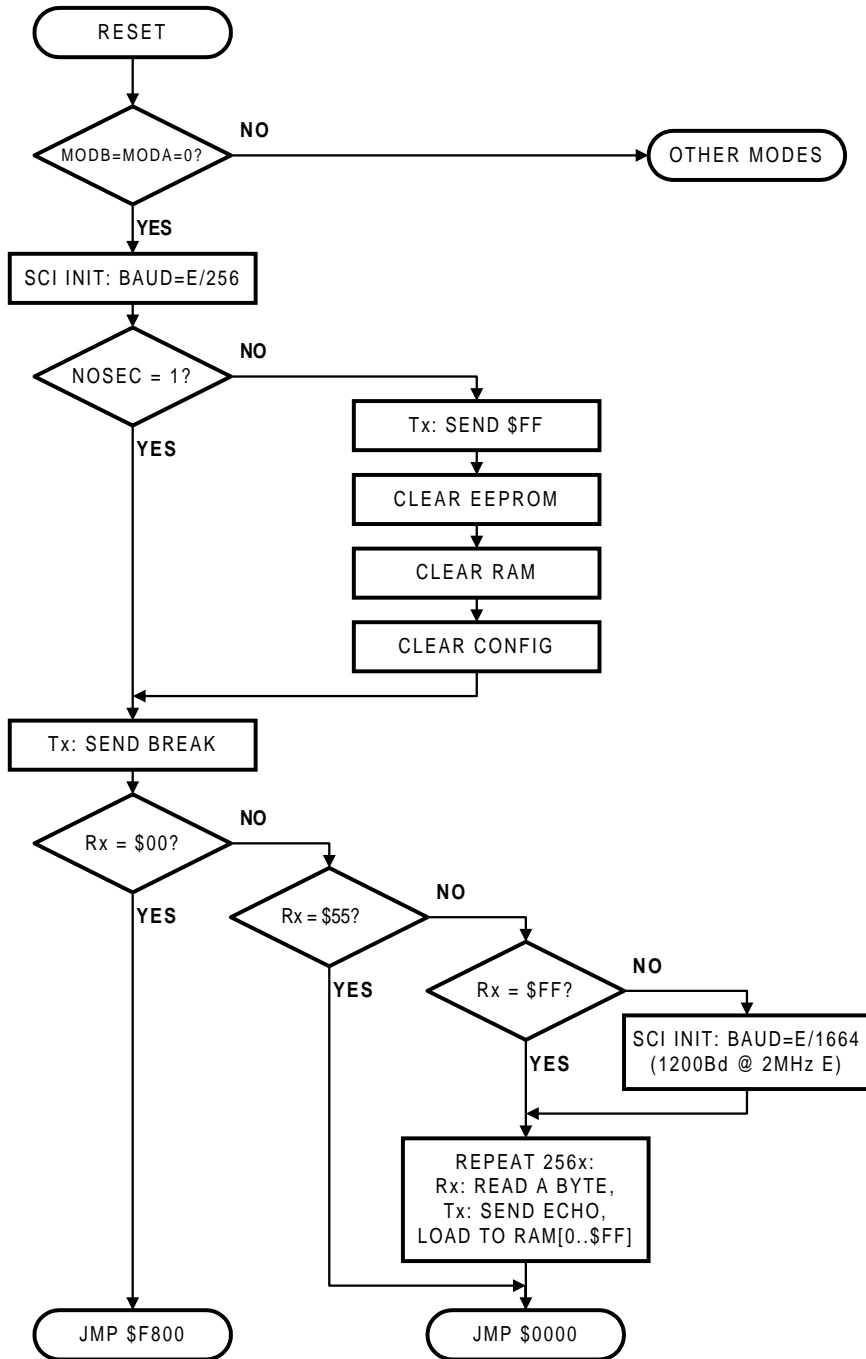 RESET
MODB=MODA=0?
NO
OTHER MODES
YES
SCI INIT: BAUD=E/256
NOSEC = 1?
NO
YES
Tx: SEND $FF
CLEAR EEPROM
CLEAR RAM
CLEAR CONFIG
Tx: SEND BREAK
Rx = $00?
NO
YES
Rx = $55?
NO
YES
Rx = $FF?
NO
YES
SCI INIT: BAUD=E/1664
(1200Bd @ 2MHz E)
REPEAT 256x:
Rx: READ A BYTE,
Tx: SEND ECHO,
LOAD TO RAM[0..$FF]
JMP $F800
JMP $0000